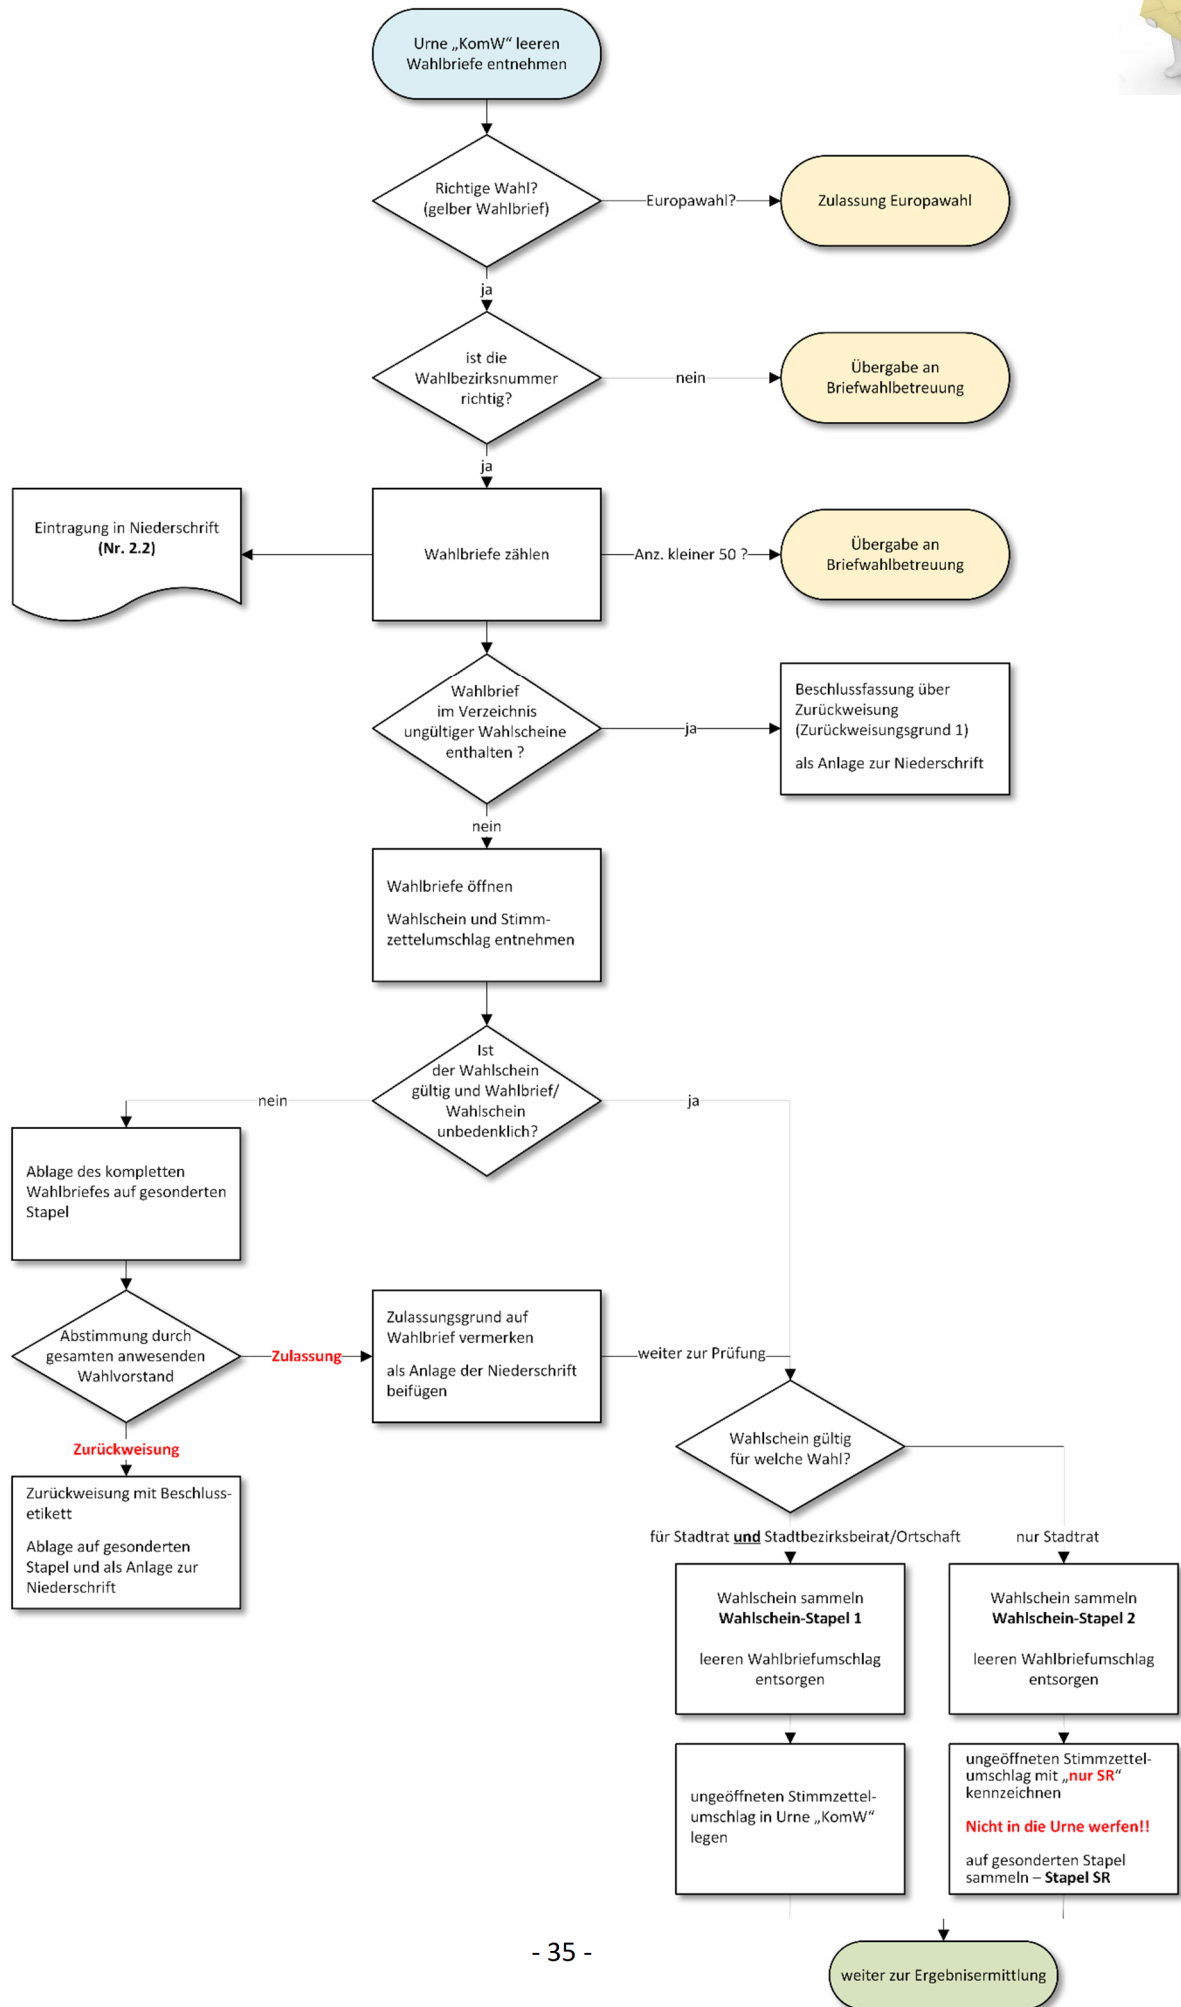 Urne „KomW“ leeren
Wahlbriefe entnehmen
Richtige Wahl?
(gelber Wahlbrief)
Europawahl?
Zulassung Europawahl
ja
ist die
Wahlbezirksnummer
richtig?
nein
Übergabe an
Briefwahlbetreuung
ja
Eintragung in Niederschrift
(Nr. 2.2)
Wahlbriefe zählen
Anz. kleiner 50 ?
Übergabe an
Briefwahlbetreuung
Wahlbrief
im Verzeichnis
ungültiger Wahlscheine
enthalten ?
ja
Beschlussfassung über
Zurückweisung
(Zurückweisungsgrund 1)
als Anlage zur Niederschrift
nein
Wahlbriefe öffnen
Wahlschein und Stimm-
zettelumschlag entnehmen
Ist
der Wahlschein
gültig und Wahlbrief/
Wahlschein
unbedenklich?
nein
ja
Ablage des kompletten
Wahlbriefes auf gesonderten
Stapel
Abstimmung durch
gesamten anwesenden
Wahlvorstand
Zulassung
Zulassungsgrund auf
Wahlbrief vermerken
als Anlage der Niederschrift
beifügen
weiter zur Prüfung
Zurückweisung
Zurückweisung mit Beschluss-
etikett
Ablage auf gesonderten
Stapel und als Anlage zur
Niederschrift
Wahlschein gültig
für welche Wahl?
für Stadtrat und Stadtbezirksbeirat/Ortschaft
nur Stadtrat
Wahlschein sammeln
Wahlschein-Stapel 1
leeren Wahlbriefumschlag
entsorgen
Wahlschein sammeln
Wahlschein-Stapel 2
leeren Wahlbriefumschlag
entsorgen
ungeöffneten Stimmzettel-
umschlag in Urne „KomW“
legen
ungeöffneten Stimmzettel-
umschlag mit „nur SR“
kennzeichnen
Nicht in die Urne werfen!!
auf gesonderten Stapel
sammeln – Stapel SR
- 35 -
weiter zur Ergebnisermittlung